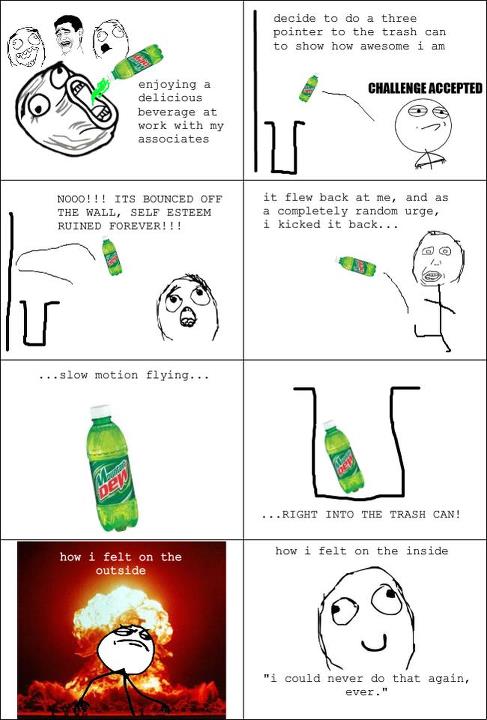 enjoying a
delicious
beverage at
work with my
associates
decide to do a three
pointer to the trash can
to show how awesome i am
CHALLENGE ACCEPTED
NOOO!!! ITS BOUNCED OFF
THE WALL, SELF ESTEEM
RUINED FOREVER!!!
it flew back at me, and as
a completely random urge,
i kicked it back...
...slow motion flying...
Mountain
DEW
...RIGHT INTO THE TRASH CAN!
how i felt on the
outside
how i felt on the inside
"i could never do that again,
ever."